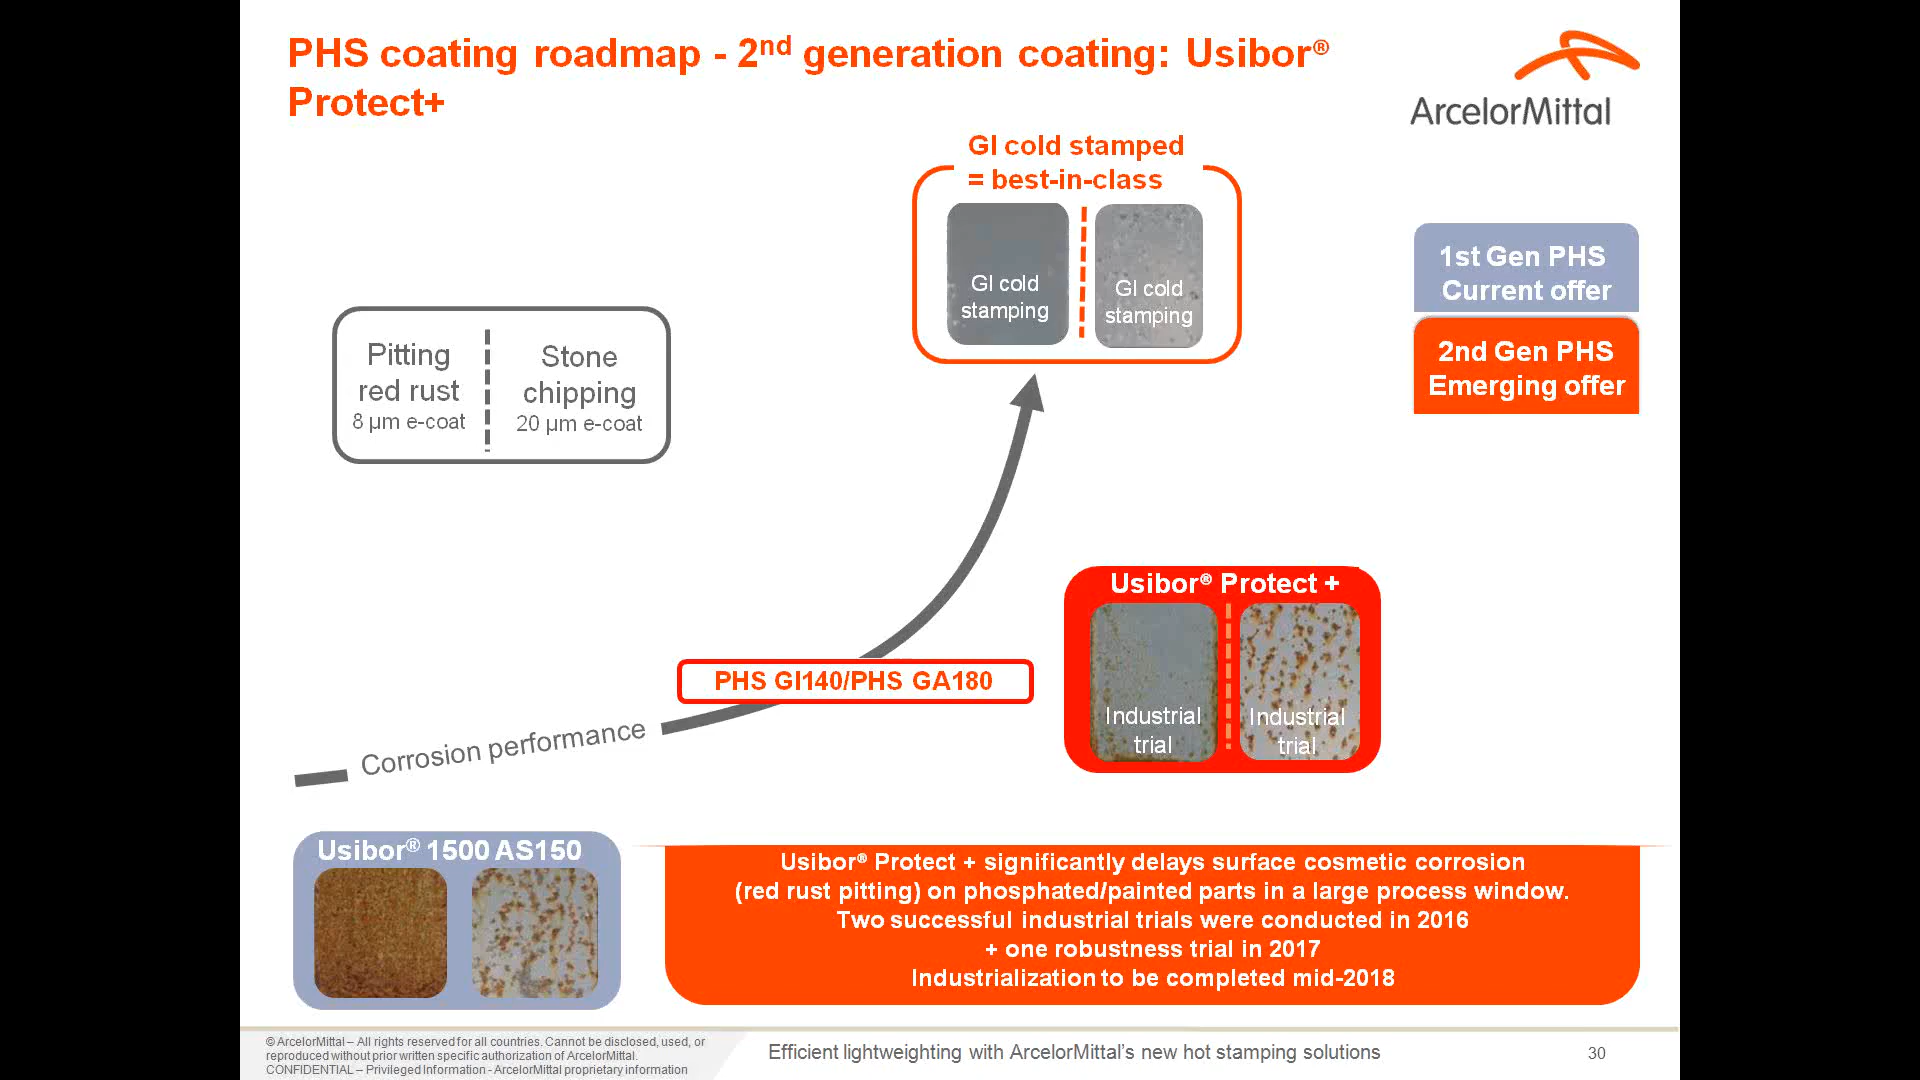 PHS coating roadmap - 2nd generation coating: Usibor®
Protect+
ArcelorMittal
GI cold stamped
= best-in-class
GI cold
stamping
GI cold
stamping
1st Gen PHS
Current offer
2nd Gen PHS
Emerging offer
Pitting
red rust
8 µm e-coat
Stone
chipping
20 µm e-coat
Usibor® Protect +
Industrial
trial
Industrial
trial
PHS GI140/PHS GA180
Corrosion performance
Usibor® 1500 AS150
Usibor® Protect + significantly delays surface cosmetic corrosion
(red rust pitting) on phosphated/painted parts in a large process window.
Two successful industrial trials were conducted in 2016
+ one robustness trial in 2017
Industrialization to be completed mid-2018
© ArcelorMittal – All rights reserved for all countries. Cannot be disclosed, used, or
reproduced without prior written specific authorization of ArcelorMittal.
CONFIDENTIAL – Privileged Information - ArcelorMittal proprietary information
Efficient lightweighting with ArcelorMittal’s new hot stamping solutions
30